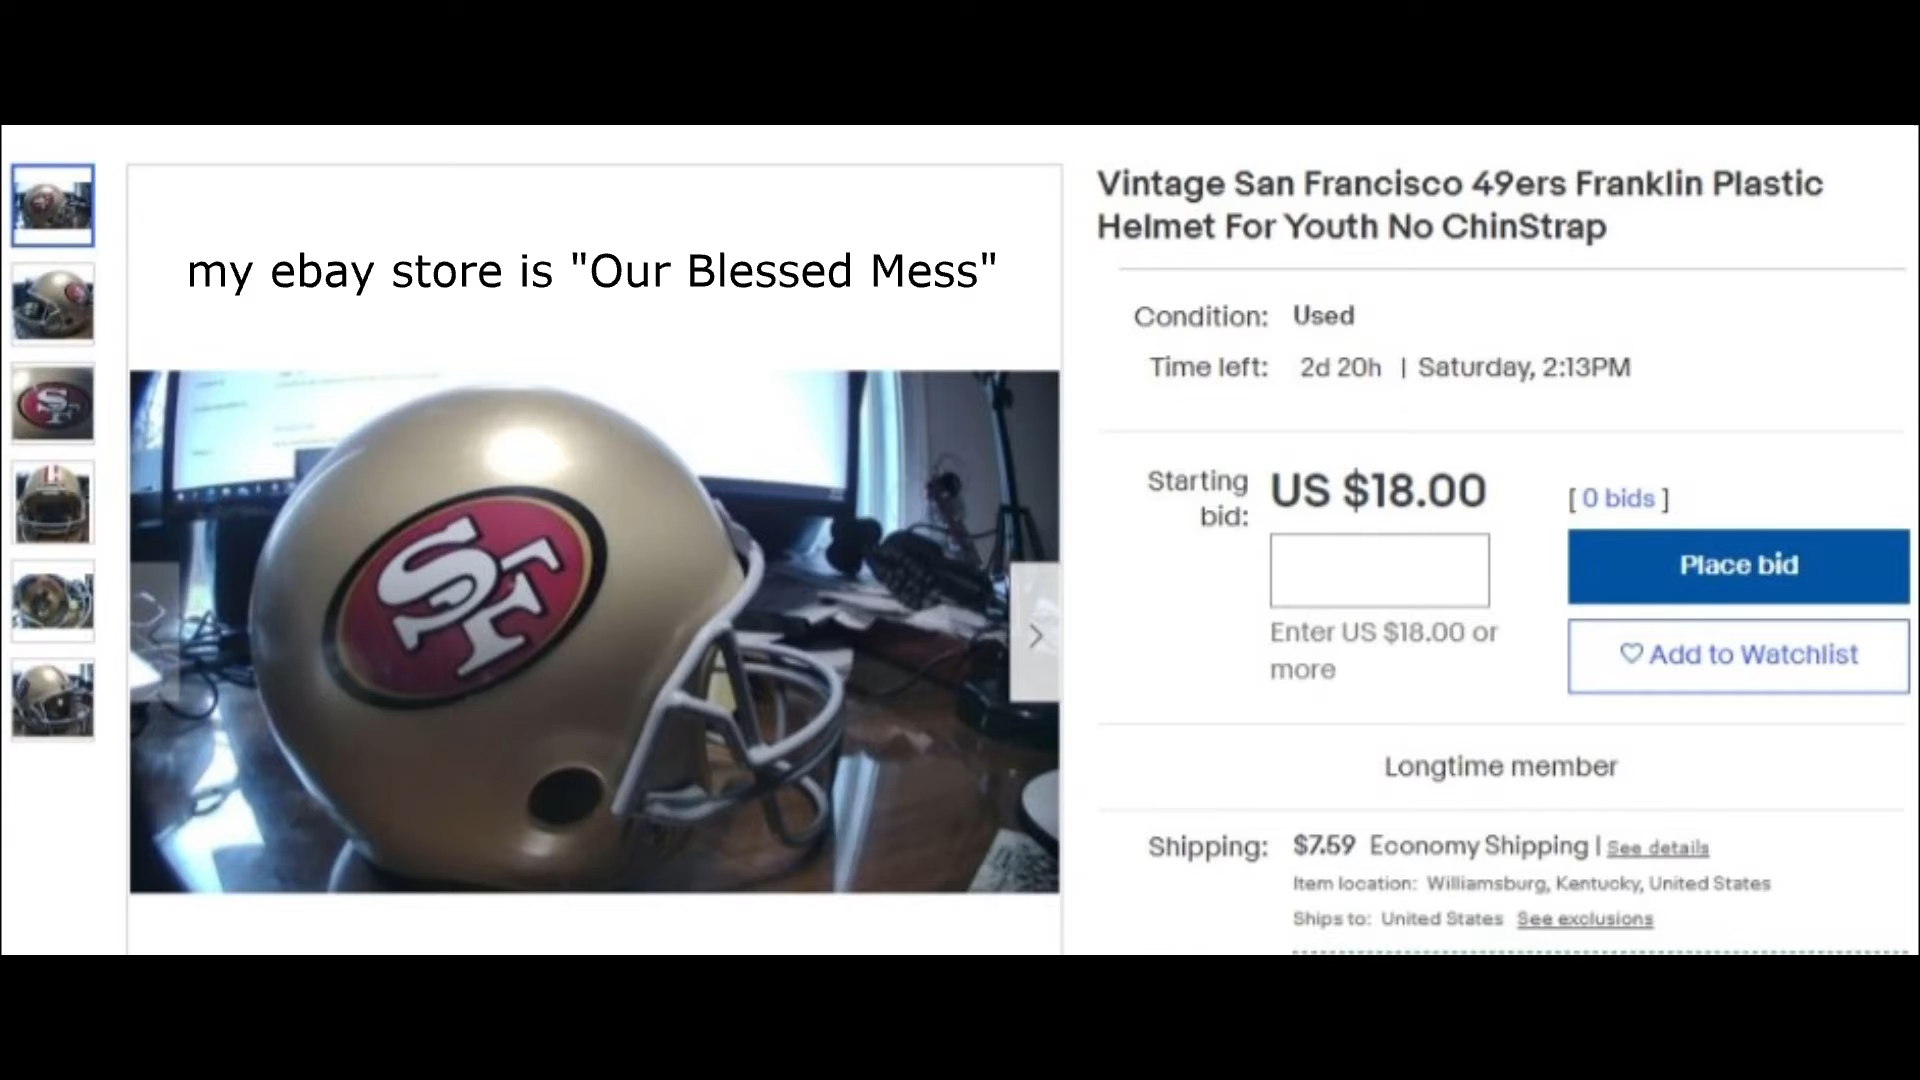 Vintage San Francisco 49ers Franklin Plastic
Helmet For Youth No ChinStrap
my ebay store is "Our Blessed Mess"
Condition: Used
Time left: 2d 20h | Saturday, 2:13PM
Starting bid: US $18.00 [ 0 bids ]
Place bid
Enter US $18.00 or
more
♡ Add to Watchlist
SF
Longtime member
Shipping: $7.59 Economy Shipping | See details
Item location: Williamsburg, Kentucky, United States
Ships to: United States See exclusions